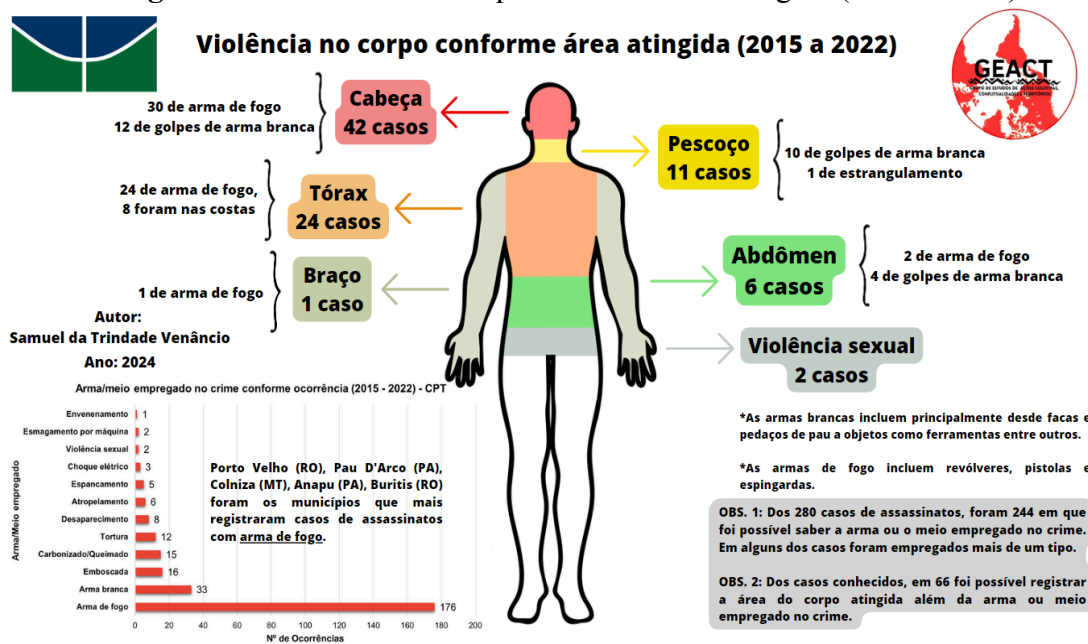 Violência no corpo conforme área atingida (2015 a 2022)
GEACT
GRUPO DE ESTUDOS DE AÇÕES COLETIVAS,
CONFLITUALIDADES E TERRITÓRIOS
30 de arma de fogo
12 de golpes de arma branca
Cabeça
42 casos
Pescoço
11 casos
10 de golpes de arma branca
1 de estrangulamento
24 de arma de fogo,
8 foram nas costas
Tórax
24 casos
Abdômen
6 casos
2 de arma de fogo
4 de golpes de arma branca
1 de arma de fogo
Braço
1 caso
Violência sexual
2 casos
Autor:
Samuel da Trindade Venâncio
Ano: 2024
Arma/meio empregado no crime conforme ocorrência (2015 - 2022) - CPT
Arma/Meio empregado
Envenenamento 1
Esmagamento por máquina 2
Violência sexual 2
Choque elétrico 3
Espancamento 5
Atropelamento 6
Desaparecimento 8
Tortura 12
Carbonizado/Queimado 15
Emboscada 16
Arma branca 33
Arma de fogo 176
0 20 40 60 80 100 120 140 160 180 200
Nº de Ocorrências
Porto Velho (RO), Pau D'Arco (PA),
Colniza (MT), Anapu (PA), Buritis (RO)
foram os municípios que mais
registraram casos de assassinatos
com arma de fogo.
*As armas brancas incluem principalmente desde facas e
pedaços de pau a objetos como ferramentas entre outros.
*As armas de fogo incluem revólveres, pistolas e
espingardas.
OBS. 1: Dos 280 casos de assassinatos, foram 244 em que
foi possível saber a arma ou o meio empregado no crime.
Em alguns dos casos foram empregados mais de um tipo.
OBS. 2: Dos casos conhecidos, em 66 foi possível registrar
a área do corpo atingida além da arma ou meio
empregado no crime.